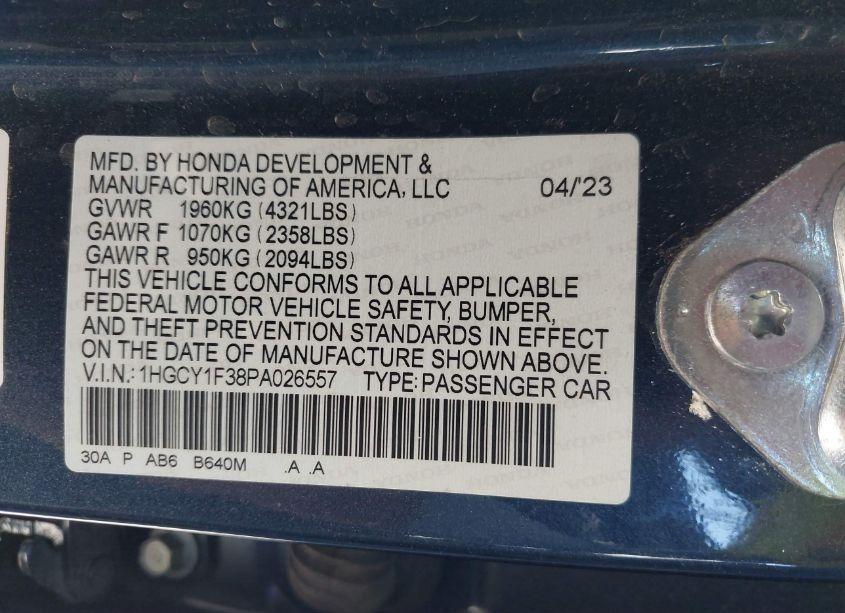 MFD. BY HONDA DEVELOPMENT &
MANUFACTURING OF AMERICA, LLC 04/'23
GVWR 1960KG (4321LBS)
GAWR F 1070KG (2358LBS)
GAWR R 950KG (2094LBS)
THIS VEHICLE CONFORMS TO ALL APPLICABLE
FEDERAL MOTOR VEHICLE SAFETY, BUMPER,
AND THEFT PREVENTION STANDARDS IN EFFECT
ON THE DATE OF MANUFACTURE SHOWN ABOVE.
V.I.N.: 1HGCY1F38PA026557 TYPE: PASSENGER CAR
30A P AB6 B640M .A .A